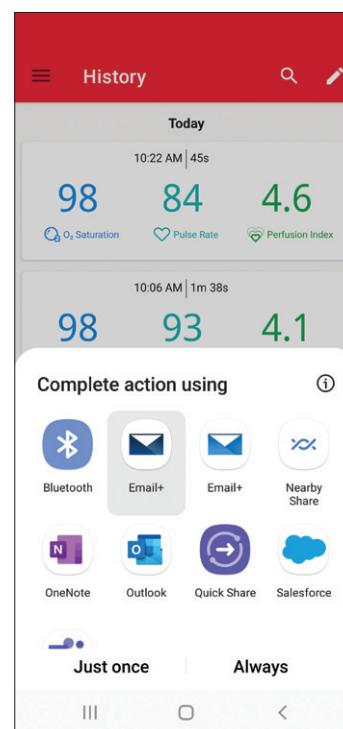 History
Today
10:22 AM | 45s
98 84 4.6
O₂ Saturation Pulse Rate Perfusion Index
10:06 AM | 1m 38s
98 93 4.1
Complete action using
Bluetooth Email+ Email+ Nearby Share
N O
OneNote Outlook Quick Share Salesforce
Just once Always